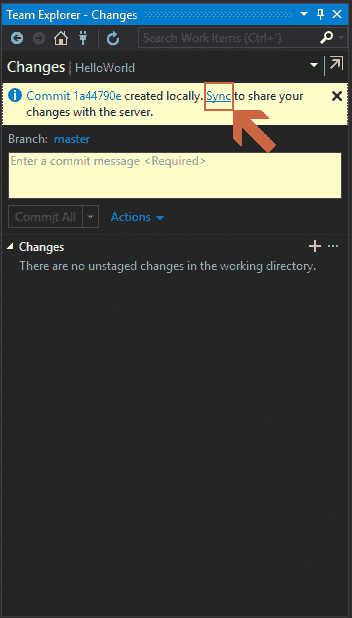 Team Explorer - Changes
Search Work Items (Ctrl+')
Changes | HelloWorld
Commit 1a44790e created locally. Sync to share your
changes with the server.
Branch: master
Enter a commit message <Required>
Commit All Actions
Changes
There are no unstaged changes in the working directory.